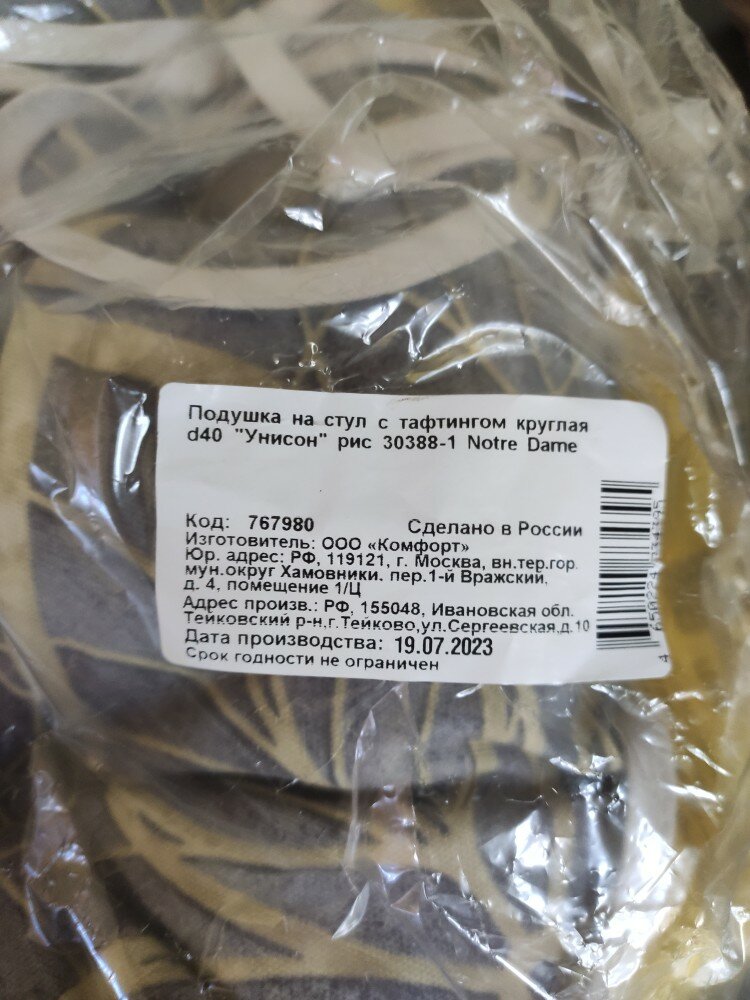 Подушка на стул с тафтингом круглая
d40 "Унисон" рис 30388-1 Notre Dame
Код: 767980 Сделано в России
Изготовитель: ООО «Комфорт»
Юр. адрес: РФ, 119121, г. Москва, вн.тер.гор.
мун.округ Хамовники, пер.1-й Вражский,
д. 4, помещение 1/Ц
Адрес произв.: РФ, 155048, Ивановская обл.
Тейковский р-н,г.Тейково,ул.Сергеевская,д.10
Дата производства: 19.07.2023
Срок годности не ограничен